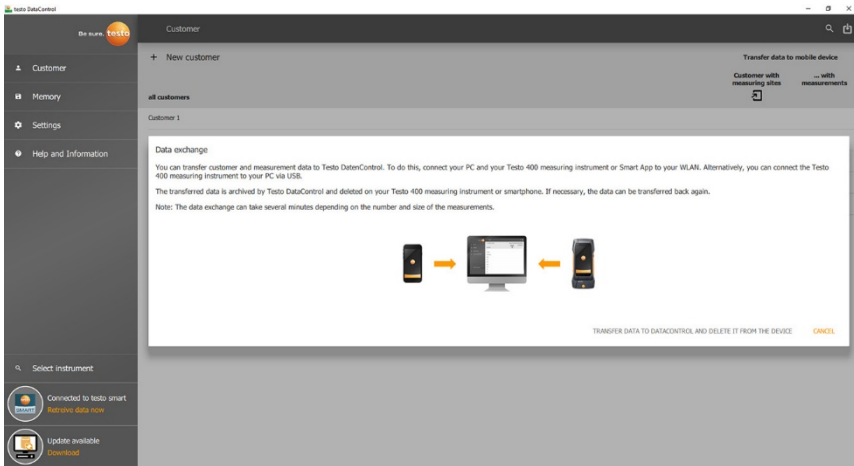 testo DataControl
Be sure. testo
Customer
Customer
Memory
Settings
Help and Information
+ New customer
Transfer data to mobile device
Customer with
measuring sites
... with
measurements
all customers
Customer 1
Data exchange
You can transfer customer and measurement data to Testo DatenControl. To do this, connect your PC and your Testo 400 measuring instrument or Smart App to your WLAN. Alternatively, you can connect the Testo
400 measuring instrument to your PC via USB.
The transferred data is archived by Testo DataControl and deleted on your Testo 400 measuring instrument or smartphone. If necessary, the data can be transferred back again.
Note: The data exchange can take several minutes depending on the number and size of the measurements.
TRANSFER DATA TO DATACONTROL AND DELETE IT FROM THE DEVICE
CANCEL
Select instrument
SMART
Connected to testo smart
Retreive data now
Update available
Download